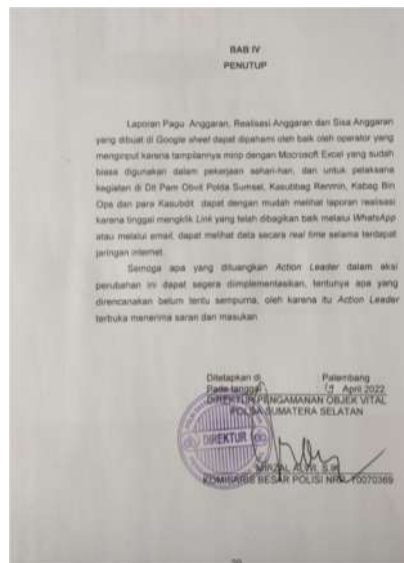 BAB IV
PENUTUP
Laporan Pagu Anggaran, Realisasi Anggaran dan Sisa Anggaran
yang dibuat di Google sheet dapat dipahami oleh baik oleh operator yang
menginput karena tampilannya mirip dengan Mocrosoft Excel yang sudah
biasa digunakan dalam pekerjaan sehari-hari, dan untuk pelaksana
kegiatan di Dit Pam Obvit Polda Sumsel, Kasubbag Renmin, Kabag Bin
Ops dan para Kasubdit dapat dengan mudah melihat laporan realisasi
karena tinggal mengklik Link yang telah dibagikan baik melalui WhatsApp
atau melalui email, dapat melihat data secara real time selama terdapat
jaringan internet.
Semoga apa yang dituangkan Action Leader dalam aksi
perubahan ini dapat segera diimplementasikan, tentunya apa yang
direncanakan belum tentu sempurna, oleh karena itu Action Leader
terbuka menerima saran dan masukan
Ditetapkan di Palembang
Pada tanggal April 2022
DIREKTUR PENGAMANAN OBJEK VITAL
POLDA SUMATERA SELATAN
DIREKTUR
S.IK
KOMISARIS BESAR POLISI NRP 70070369